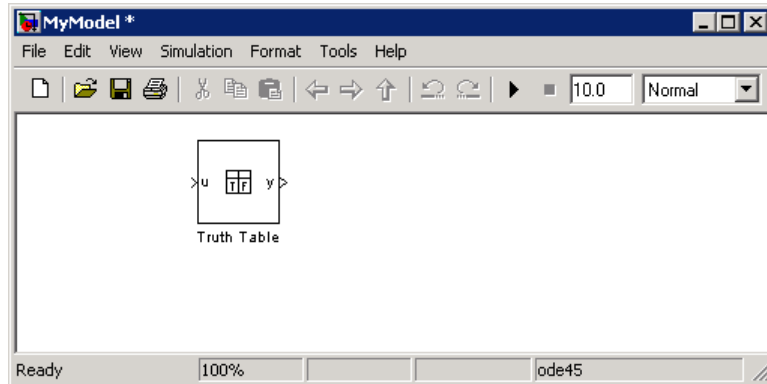 MyModel *
File Edit View Simulation Format Tools Help
10.0 Normal
u T F y
Truth Table
Ready 100% ode45